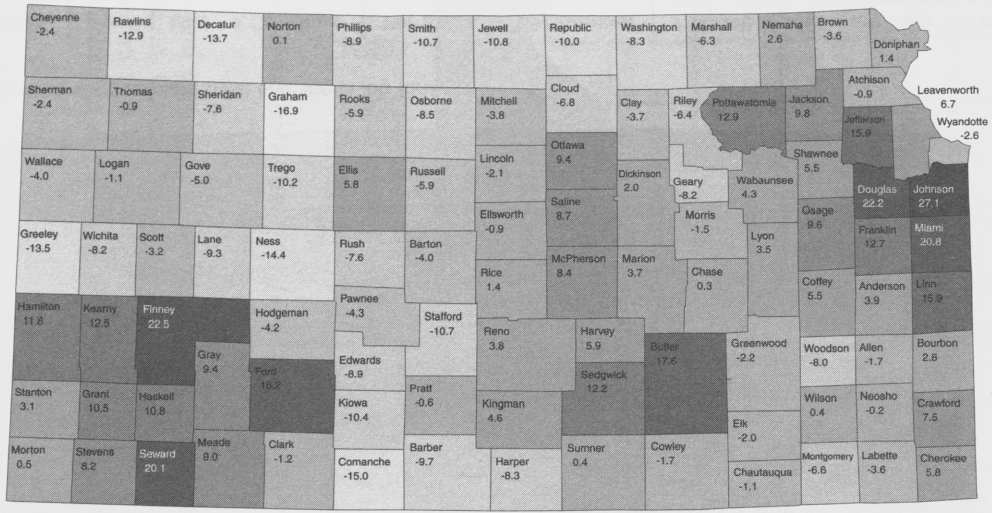 Cheyenne
-2.4
Rawlins
-12.9
Decatur
-13.7
Norton
0.1
Phillips
-8.9
Smith
-10.7
Jewell
-10.8
Republic
-10.0
Washington
-8.3
Marshall
-6.3
Nemaha
2.6
Brown
-3.6
Doniphan
1.4
Atchison
-0.9
Leavenworth
6.7
Wyandotte
-2.6
Sherman
-2.4
Thomas
-0.9
Sheridan
-7.6
Graham
-16.9
Rooks
-5.9
Osborne
-8.5
Mitchell
-3.8
Cloud
-6.8
Clay
-3.7
Riley
-6.4
Pottawatomie
12.9
Jackson
9.8
Jefferson
15.9
Wallace
-4.0
Logan
-1.1
Gove
-5.0
Trego
-10.2
Ellis
5.8
Russell
-5.9
Lincoln
-2.1
Ottawa
9.4
Dickinson
2.0
Geary
-8.2
Wabaunsee
4.3
Shawnee
5.5
Douglas
22.2
Johnson
27.1
Ellsworth
-0.9
Saline
8.7
Morris
-1.5
Lyon
3.5
Osage
9.6
Franklin
12.7
Miami
20.8
Greeley
-13.5
Wichita
-8.2
Scott
-3.2
Lane
-9.3
Ness
-14.4
Rush
-7.6
Barton
-4.0
Rice
1.4
McPherson
8.4
Marion
3.7
Chase
0.3
Coffey
5.5
Anderson
3.9
Linn
15.9
Hamilton
11.8
Kearny
12.5
Finney
22.5
Hodgeman
-4.2
Pawnee
-4.3
Stafford
-10.7
Reno
3.8
Harvey
5.9
Butler
17.6
Greenwood
-2.2
Woodson
-8.0
Allen
-1.7
Bourbon
2.8
Gray
9.4
Ford
Edwards
-8.9
Sedgwick
12.2
Stanton
3.1
Grant
10.5
Haskell
10.8
Kiowa
-10.4
Pratt
-0.6
Kingman
4.6
Wilson
0.4
Neosho
-0.2
Crawford
7.5
Elk
-2.0
Morton
0.5
Stevens
8.2
Seward
20.1
Meade
9.0
Clark
-1.2
Comanche
-15.0
Barber
-9.7
Harper
-8.3
Sumner
0.4
Cowley
-1.7
Chautauqua
-1.1
Montgomery
-6.6
Labette
-3.6
Cherokee
5.8